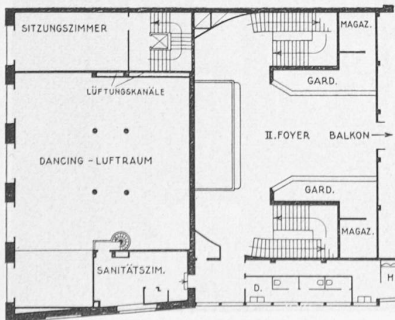 SITZUNGSZIMMER
MAGAZ.
LÜFTUNGSKANÄLE
GARD.
II. FOYER BALKON
DANCING - LUFTRAUM
GARD.
MAGAZ.
SANITÄTSZIM.
D.
H